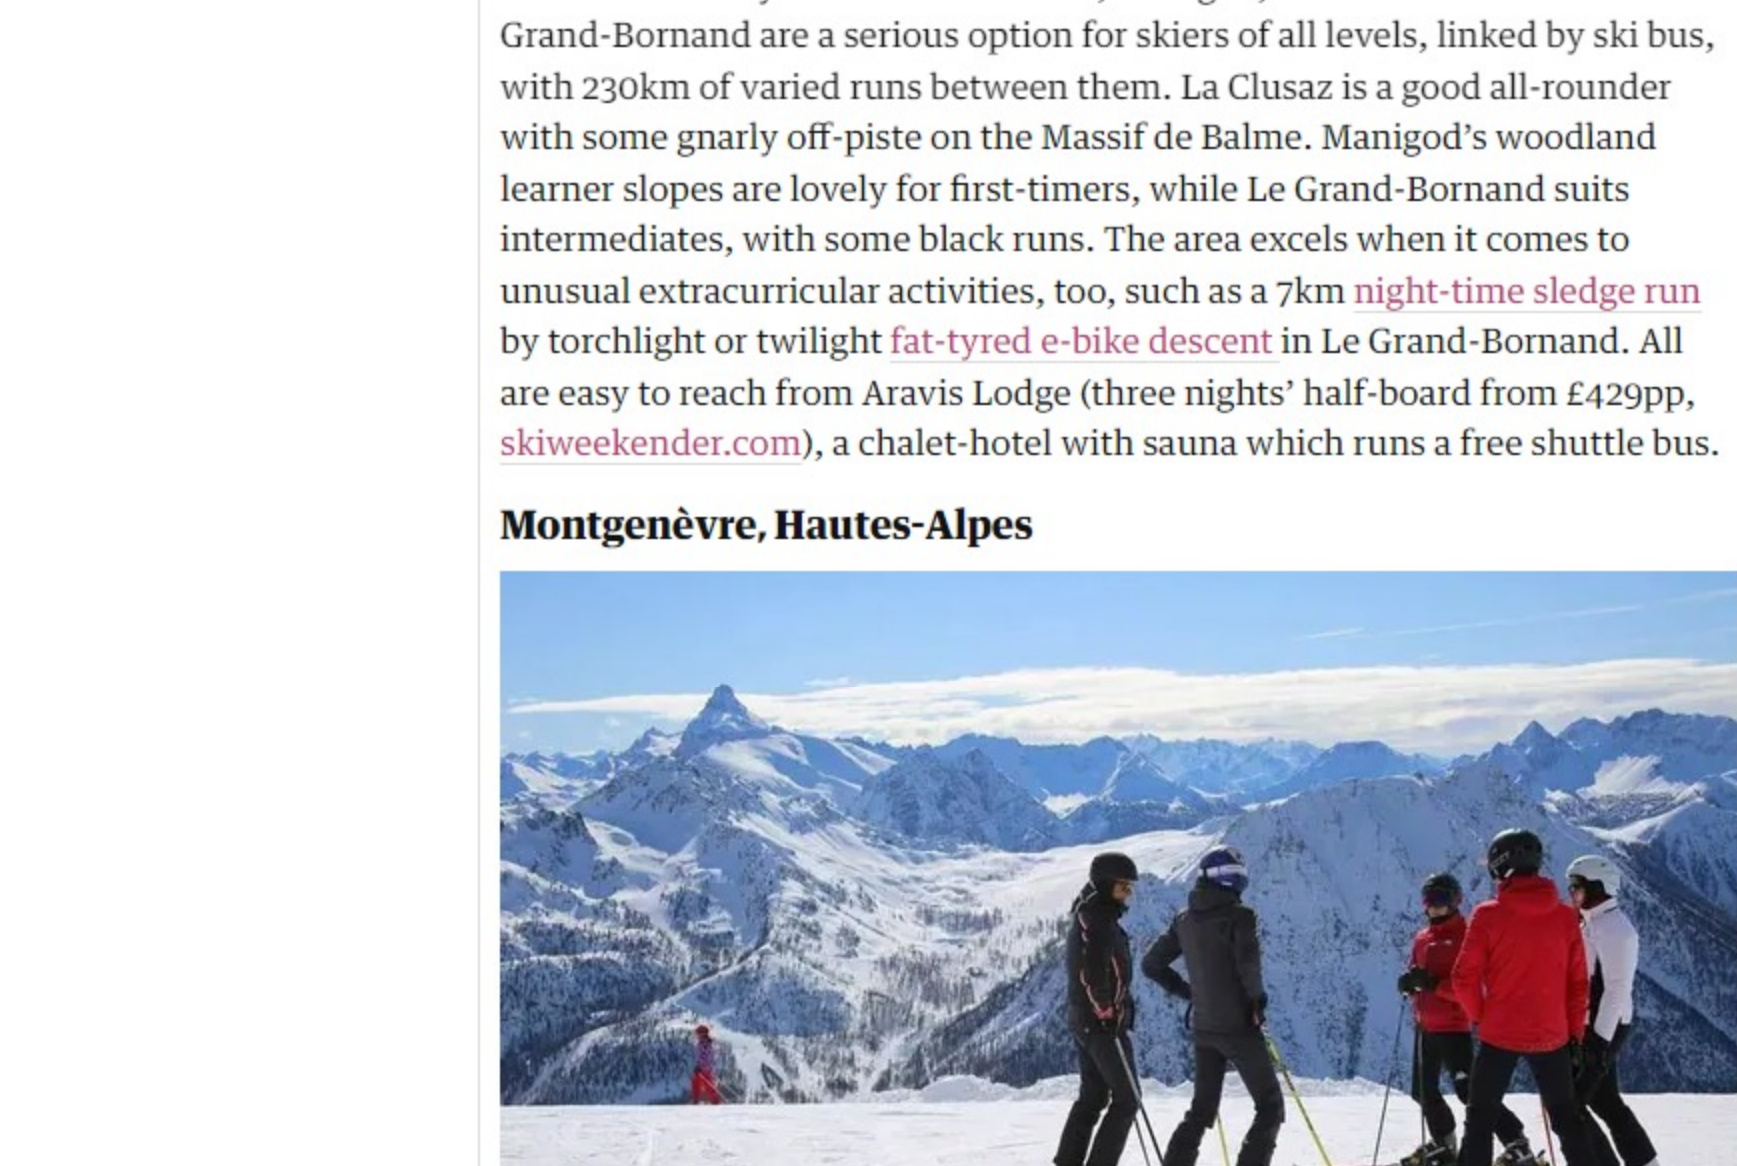 Grand-Bornand are a serious option for skiers of all levels, linked by ski bus,
with 230km of varied runs between them. La Clusaz is a good all-rounder
with some gnarly off-piste on the Massif de Balme. Manigod’s woodland
learner slopes are lovely for first-timers, while Le Grand-Bornand suits
intermediates, with some black runs. The area excels when it comes to
unusual extracurricular activities, too, such as a 7km night-time sledge run
by torchlight or twilight fat-tyred e-bike descent in Le Grand-Bornand. All
are easy to reach from Aravis Lodge (three nights’ half-board from £429pp,
skiweekender.com), a chalet-hotel with sauna which runs a free shuttle bus.
Montgenèvre, Hautes-Alpes